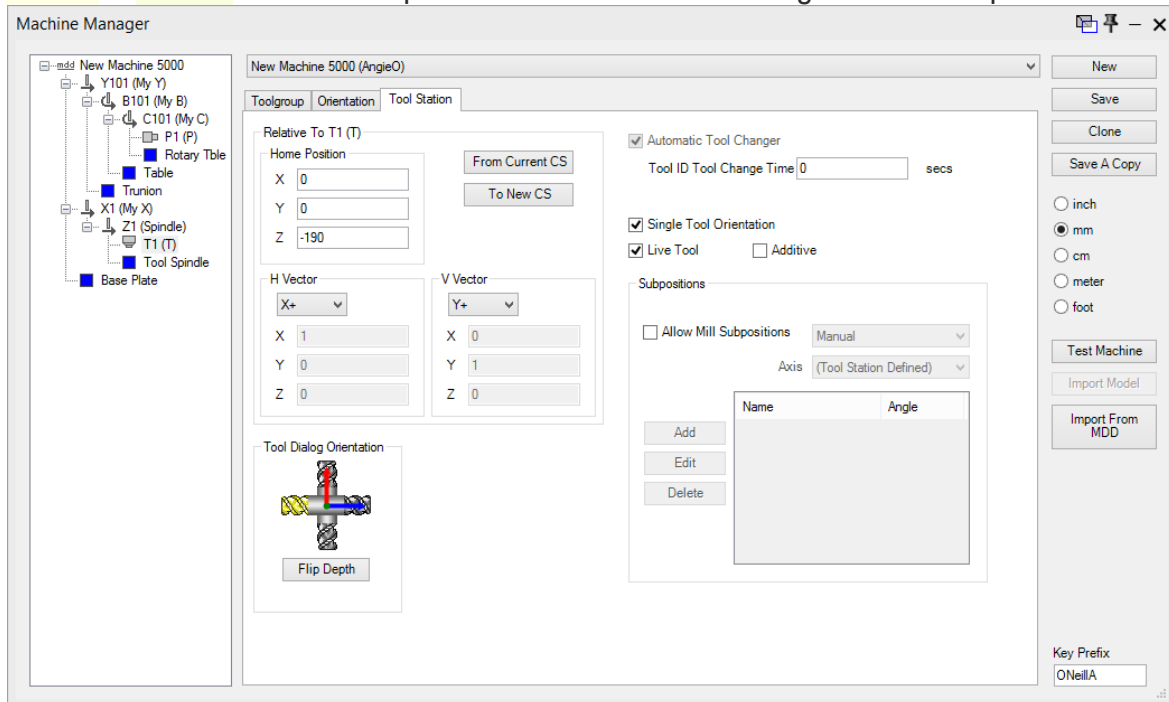 Machine Manager
mdd New Machine 5000
Y101 (My Y)
B101 (My B)
C101 (My C)
P1 (P)
Rotary Tble
Table
Trunion
X1 (My X)
Z1 (Spindle)
T1 (T)
Tool Spindle
Base Plate
New Machine 5000 (AngieO)
Toolgroup Orientation Tool Station
Relative To T1 (T)
Home Position
X 0
Y 0
Z -190
From Current CS
To New CS
H Vector
X+
X 1
Y 0
Z 0
V Vector
Y+
X 0
Y 1
Z 0
Tool Dialog Orientation
Flip Depth
Automatic Tool Changer
Tool ID Tool Change Time 0 secs
Single Tool Orientation
Live Tool Additive
Subpositions
Allow Mill Subpositions Manual
Axis (Tool Station Defined)
Name Angle
Add
Edit
Delete
New
Save
Clone
Save A Copy
inch
mm
cm
meter
foot
Test Machine
Import Model
Import From
MDD
Key Prefix
ONeillA